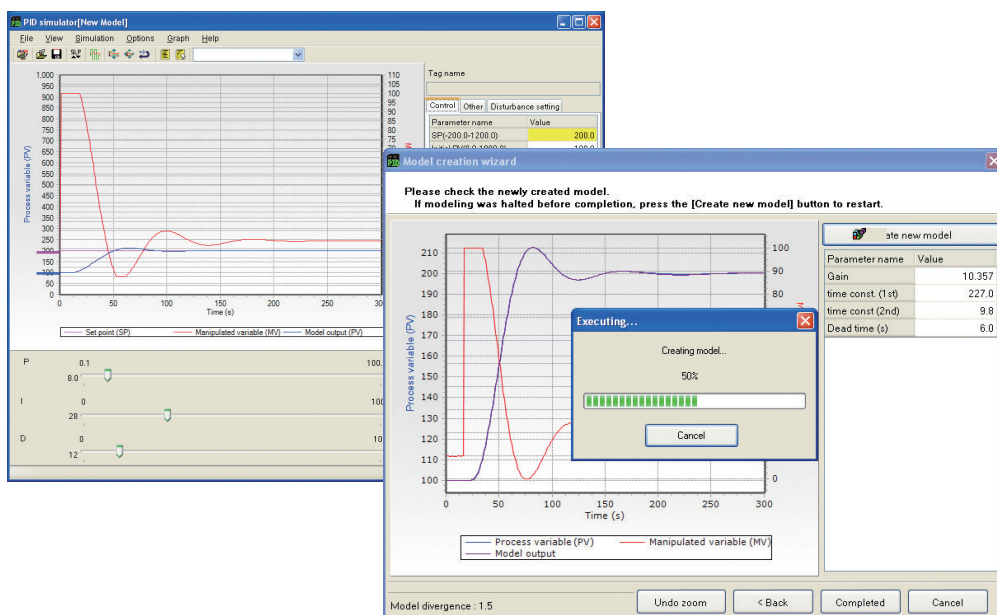 PID simulator[New Model]
File View Simulation Options Graph Help
Tag name
Control Other Disturbance setting
Parameter name Value
SP(-200.0-1200.0) 200.0
1,000
950
900
850
800
750
700
650
600
550
500
450
400
350
300
250
200
150
100
50
0
Process variable (PV)
110
105
100
95
90
85
80
75
70
0 50 100 150 200 250
Time (s)
Set point (SP) Manipulated variable (MV) Model output (PV)
P 0.1 100.
8.0
I 0 100
28
D 0 10
12
Model creation wizard
Please check the newly created model.
If modeling was halted before completion, press the [Create new model] button to restart.
210
200
190
180
170
160
150
140
130
120
110
100
Process variable (PV)
100
90
80
0
0 50 100 150 200 250 300
Time (s)
Process variable (PV) Manipulated variable (MV)
Model output
ate new model
Parameter name Value
Gain 10.357
time const. (1st) 227.0
time const (2nd) 9.8
Dead time (s) 6.0
Executing...
Creating model...
50%
Cancel
Model divergence : 1.5
Undo zoom
< Back
Completed
Cancel